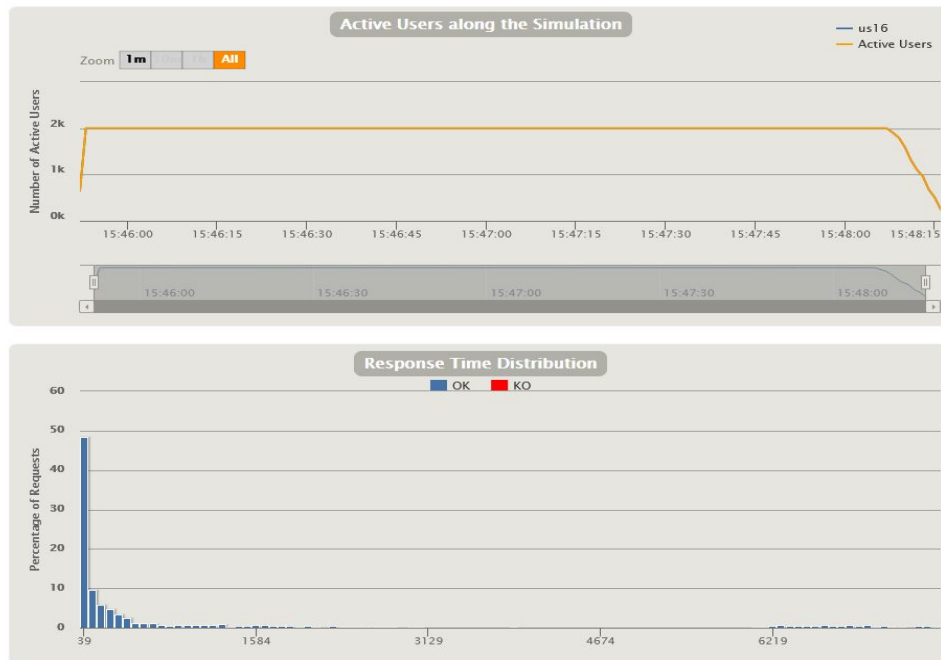 Active Users along the Simulation
us16
Active Users
Zoom 1m All
Number of Active Users
2k
1k
0k
15:46:00 15:46:15 15:46:30 15:46:45 15:47:00 15:47:15 15:47:30 15:47:45 15:48:00 15:48:15
15:46:00 15:46:30 15:47:00 15:47:30 15:48:00
Response Time Distribution
OK KO
Percentage of Requests
60
50
40
30
20
10
0
39 1584 3129 4674 6219